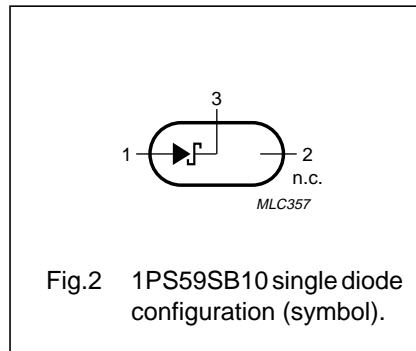 3
1
2
n.c.
MLC357
Fig.2 1PS59SB10 single diode
configuration (symbol).